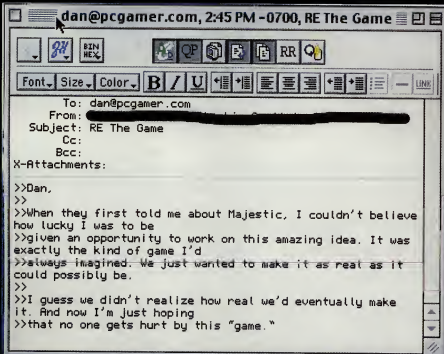 dan@pcgamer.com, 2:45 PM -0700, RE The Game
BIN HEX QP RR
Font Size Color B I U LINK
To: dan@pcgamer.com
From:
Subject: RE The Game
Cc:
Bcc:
X-Attachments:
>>Dan,
>>
>>When they first told me about Majestic, I couldn't believe
how lucky I was to be
>>given an opportunity to work on this amazing idea. It was
exactly the kind of game I'd
>>always imagined. We just wanted to make it as real as it
could possibly be.
>>
>>I guess we didn't realize how real we'd eventually make
it. And now I'm just hoping
>>that no one gets hurt by this "game."